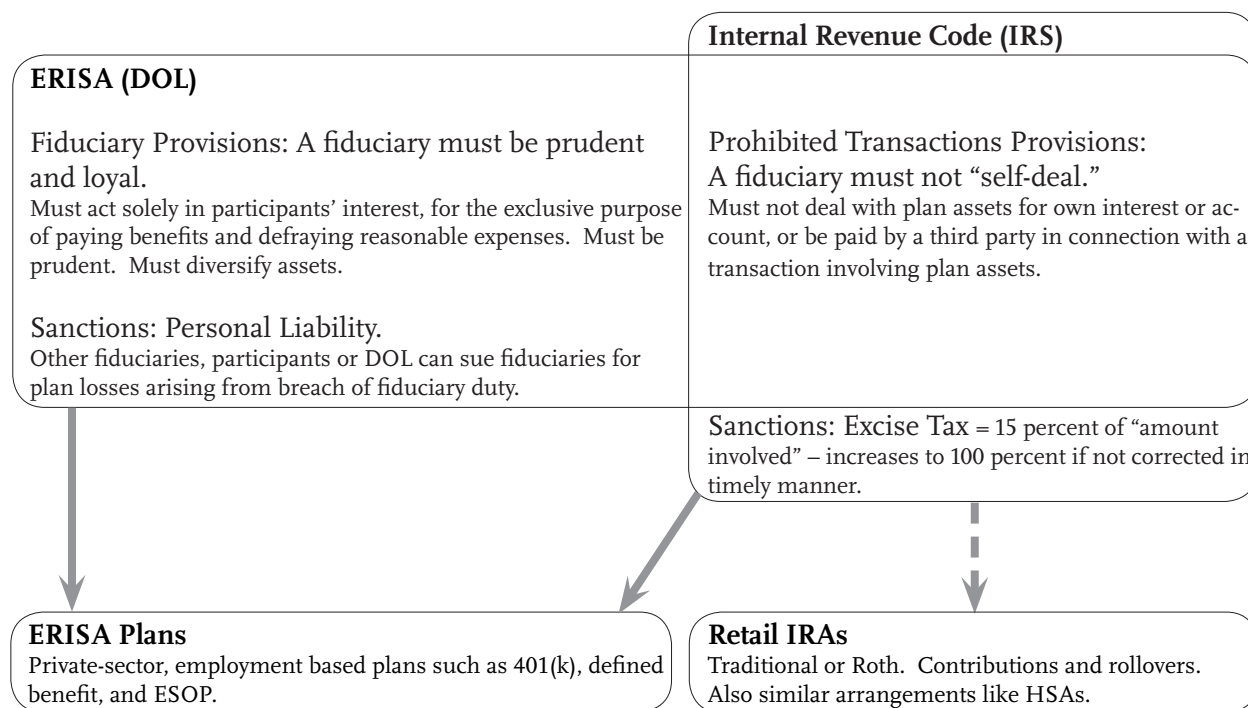 Internal Revenue Code (IRS)
ERISA (DOL)
Fiduciary Provisions: A fiduciary must be prudent
and loyal.
Must act solely in participants’ interest, for the exclusive purpose
of paying benefits and defraying reasonable expenses.  Must be
prudent.  Must diversify assets.
Sanctions: Personal Liability.
Other fiduciaries, participants or DOL can sue fiduciaries for
plan losses arising from breach of fiduciary duty.
Prohibited Transactions Provisions:
A fiduciary must not “self-deal.”
Must not deal with plan assets for own interest or ac-
count, or be paid by a third party in connection with a
transaction involving plan assets.
Sanctions: Excise Tax = 15 percent of “amount
involved” – increases to 100 percent if not corrected in
timely manner.
ERISA Plans
Private-sector, employment based plans such as 401(k), defined
benefit, and ESOP.
Retail IRAs
Traditional or Roth.  Contributions and rollovers.
Also similar arrangements like HSAs.